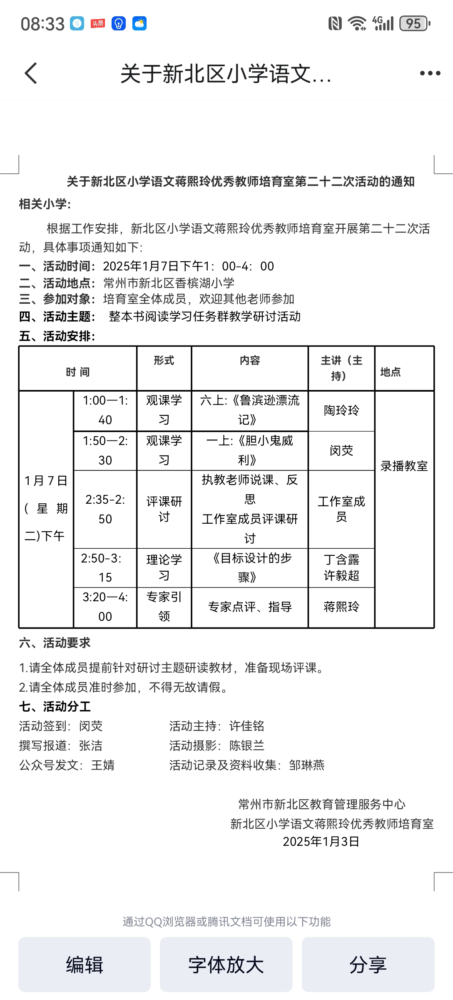 08:33
头条
4G
95
关于新北区小学语文...
关于新北区小学语文蒋熙玲优秀教师培育室第二十二次活动的通知
相关小学：
根据工作安排，新北区小学语文蒋熙玲优秀教师培育室开展第二十二次活
动，具体事项通知如下：
一、活动时间：2025年1月7日下午1：00-4：00
二、活动地点：常州市新北区香槟湖小学
三、参加对象：培育室全体成员，欢迎其他老师参加
四、活动主题： 整本书阅读学习任务群教学研讨活动
五、活动安排：
时 间
形式
内容
主讲（主
持）
地点
1月7日
(星期
二)下午
1:00—1:
40
观课学
习
六上:《鲁滨逊漂流
记》
陶玲玲
录播教室
1:50—2:
30
观课学
习
一上:《胆小鬼威
利》
闵荧
2:35-2:
50
评课研
讨
执教老师说课、反
思
工作室成员评课研
讨
工作室成
员
2:50-3:
15
理论学
习
《目标设计的步
骤》
丁含露
许毅超
3:20—4:
00
专家引
领
专家点评、指导
蒋熙玲
六、活动要求
1.请全体成员提前针对研讨主题研读教材，准备现场评课。
2.请全体成员准时参加，不得无故请假。
七、活动分工
活动签到：闵荧 活动主持：许佳铭
撰写报道：张洁 活动摄影：陈银兰
公众号发文：王婧 活动记录及资料收集：邹琳燕
常州市新北区教育管理服务中心
新北区小学语文蒋熙玲优秀教师培育室
2025年1月3日
通过QQ浏览器或腾讯文档可使用以下功能
编辑
字体放大
分享